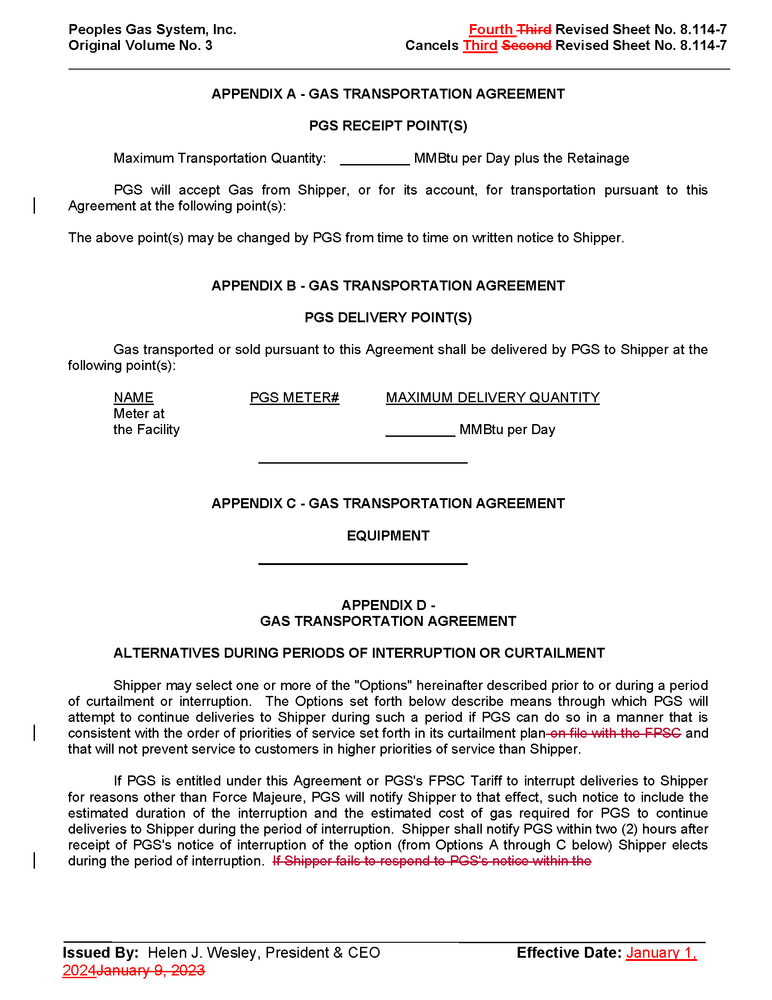 Peoples Gas System, Inc. Fourth Third Revised Sheet No. 8.114-7
Original Volume No. 3 Cancels Third Second Revised Sheet No. 8.114-7
APPENDIX A - GAS TRANSPORTATION AGREEMENT
PGS RECEIPT POINT(S)
Maximum Transportation Quantity: _________ MMBtu per Day plus the Retainage
PGS will accept Gas from Shipper, or for its account, for transportation pursuant to this
Agreement at the following point(s):
The above point(s) may be changed by PGS from time to time on written notice to Shipper.
APPENDIX B - GAS TRANSPORTATION AGREEMENT
PGS DELIVERY POINT(S)
Gas transported or sold pursuant to this Agreement shall be delivered by PGS to Shipper at the
following point(s):
NAME PGS METER# MAXIMUM DELIVERY QUANTITY
Meter at
the Facility _________ MMBtu per Day
APPENDIX C - GAS TRANSPORTATION AGREEMENT
EQUIPMENT
APPENDIX D -
GAS TRANSPORTATION AGREEMENT
ALTERNATIVES DURING PERIODS OF INTERRUPTION OR CURTAILMENT
Shipper may select one or more of the "Options" hereinafter described prior to or during a period
of curtailment or interruption. The Options set forth below describe means through which PGS will
attempt to continue deliveries to Shipper during such a period if PGS can do so in a manner that is
consistent with the order of priorities of service set forth in its curtailment plan on file with the FPSC and
that will not prevent service to customers in higher priorities of service than Shipper.
If PGS is entitled under this Agreement or PGS's FPSC Tariff to interrupt deliveries to Shipper
for reasons other than Force Majeure, PGS will notify Shipper to that effect, such notice to include the
estimated duration of the interruption and the estimated cost of gas required for PGS to continue
deliveries to Shipper during the period of interruption. Shipper shall notify PGS within two (2) hours after
receipt of PGS's notice of interruption of the option (from Options A through C below) Shipper elects
during the period of interruption. If Shipper fails to respond to PGS's notice within the
Issued By: Helen J. Wesley, President & CEO Effective Date: January 1,
2024January 9, 2023